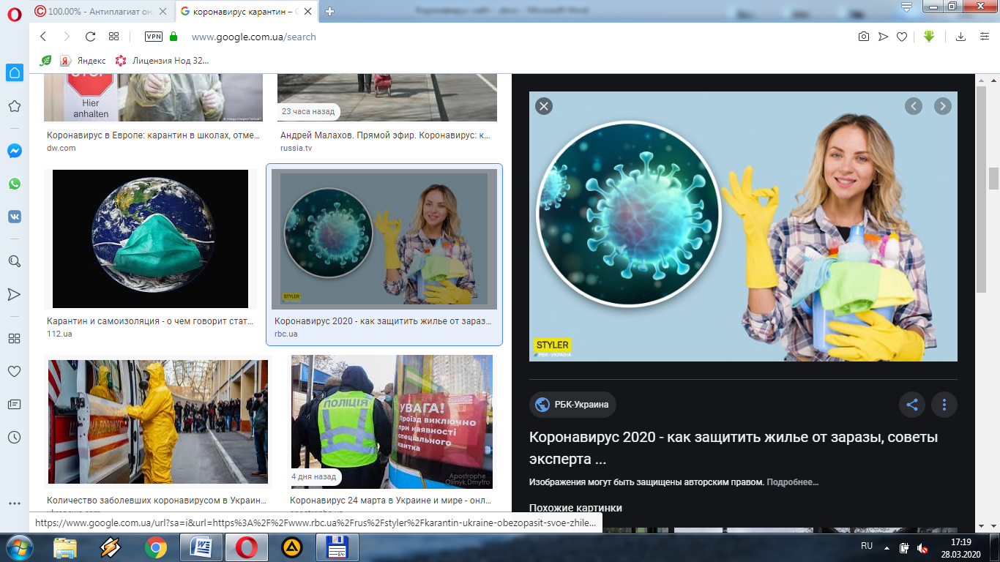 100.00% - Антиплагиат он
коронавирус карантин – G
VPN
www.google.com.ua/search
Яндекс
Лицензия Нод 32...
STOP
Hier
anhalten
23 часа назад
Коронавирус в Европе: карантин в школах, отме...
dw.com
Андрей Малахов. Прямой эфир. Коронавирус: к...
russia.tv
STYLER
Карантин и самоизоляция - о чем говорит стат...
112.ua
Коронавирус 2020 - как защитить жилье от зараз...
rbc.ua
ПОЛІЦІЯ
УВАГА!
Проїзд виключно
при наявності
спеціального
квитка
Apostrophe
Oliinyk Dmytro
4 дня назад
Количество заболевших коронавирусом в Украин...
Коронавирус 24 марта в Украине и мире - онл...
STYLER
РБК-УКРАЇНА
РБК-Украина
Коронавирус 2020 - как защитить жилье от заразы, советы
эксперта ...
Изображения могут быть защищены авторским правом. Подробнее...
Похожие картинки
https://www.google.com.ua/url?sa=i&url=https%3A%2F%2Fwww.rbc.ua%2Frus%2Fstyler%2Fkarantin-ukraine-obezopasit-svoe-zhile...
RU
17:19
28.03.2020